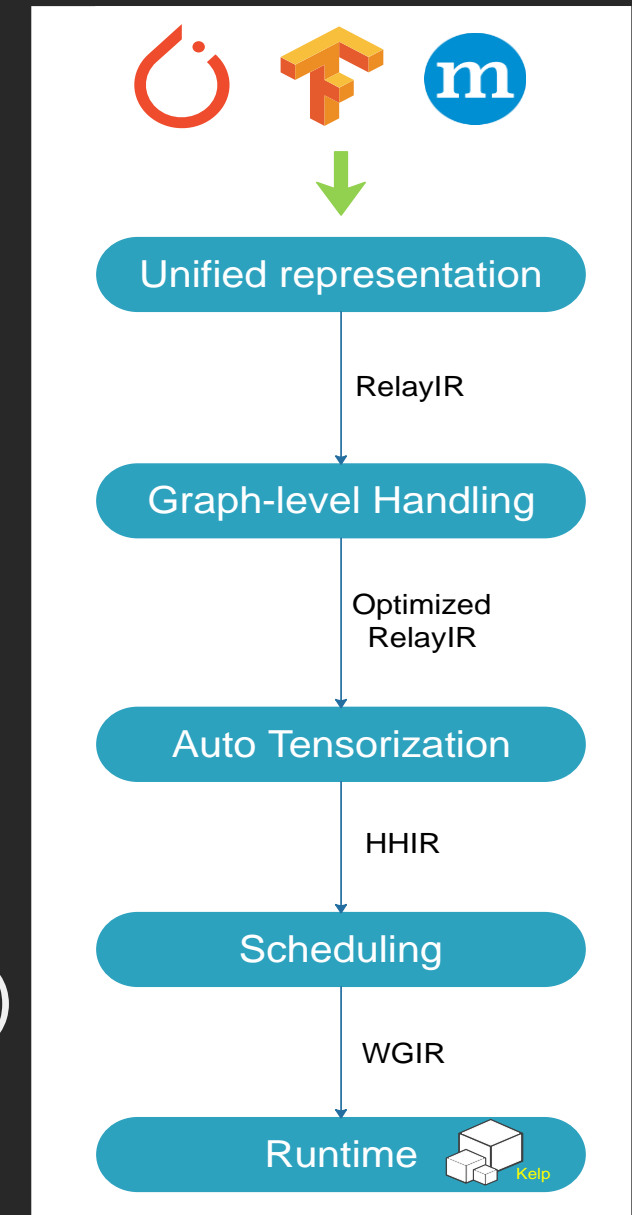 m
Unified representation
RelayIR
Graph-level Handling
Optimized
RelayIR
Auto Tensorization
HHIR
Scheduling
)
WGIR
Runtime
Kelp